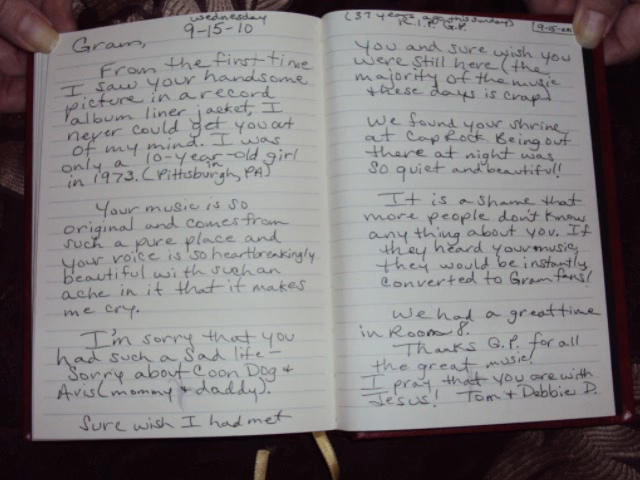 Wednesday
9-15-10
Gram,
From the first time
I saw your handsome
picture in a record
album liner jacket, I
never could get you out
of my mind. I was
only a 10-year-old girl
in 1973. (in Pittsburgh, PA)
Your music is so
original and comes from
such a pure place and
your voice is so heartbreakingly
beautiful with such an
ache in it that it makes
me cry.
I'm sorry that you
had such a sad life-
sorry about Coon Dog +
Avis (mommy + daddy).
Sure wish I had met
(37 years ago this Sunday)
R.I.P. G.P.
9-15-
you and sure wish you
were still here (the
majority of the music
these days is crap)
We found your shrine
at Cap Rock. Being out
there at night was
so quiet and beautiful!
It is a shame that
more people don't know
any thing about you. If
they heard your music
they would be instantly
converted to Gram fans!
We had a great time
in Room 8.
Thanks G.P. for all
the great music!
I pray that you are with
Jesus! Tom + Debbie D.